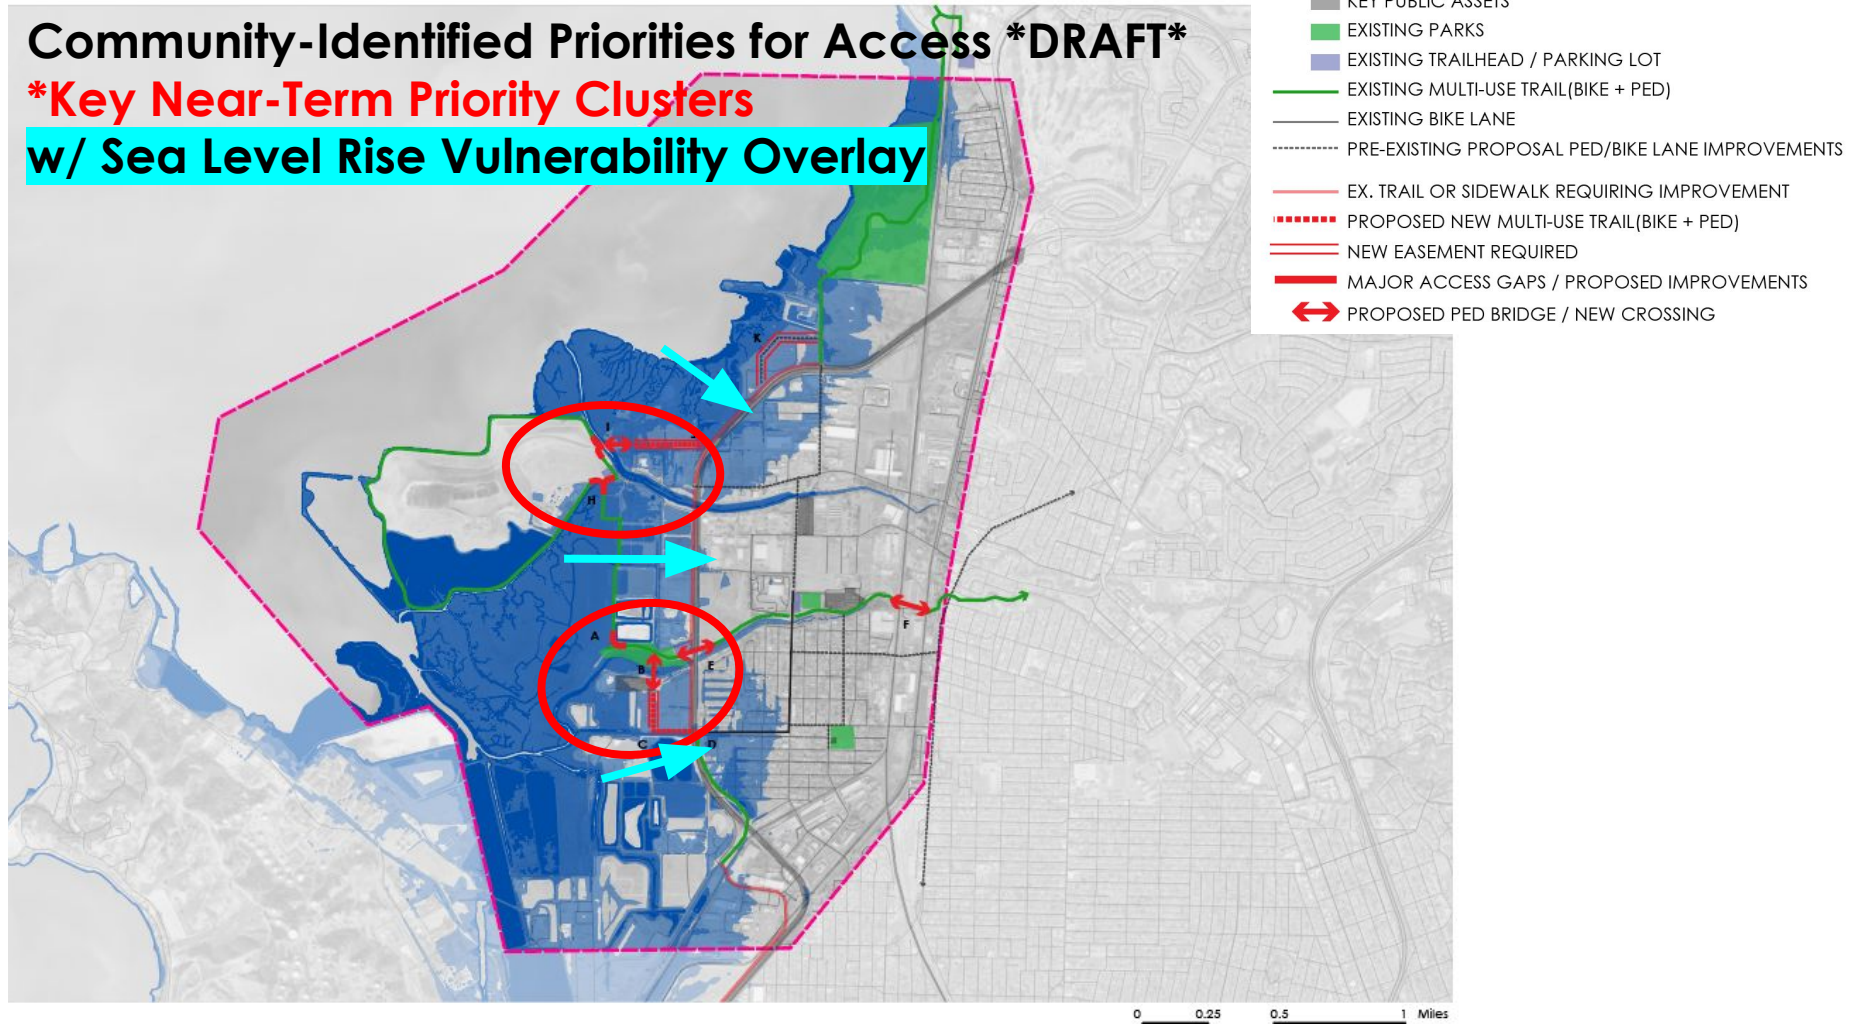 Community-Identified Priorities for Access *DRAFT*
*Key Near-Term Priority Clusters
w/ Sea Level Rise Vulnerability Overlay
KEY PUBLIC ASSETS
EXISTING PARKS
EXISTING TRAILHEAD / PARKING LOT
EXISTING MULTI-USE TRAIL(BIKE + PED)
EXISTING BIKE LANE
PRE-EXISTING PROPOSAL PED/BIKE LANE IMPROVEMENTS
EX. TRAIL OR SIDEWALK REQUIRING IMPROVEMENT
PROPOSED NEW MULTI-USE TRAIL(BIKE + PED)
NEW EASEMENT REQUIRED
MAJOR ACCESS GAPS / PROPOSED IMPROVEMENTS
PROPOSED PED BRIDGE / NEW CROSSING
K
I
H
A
B
E
F
C
D
0 0.25 0.5 1 Miles